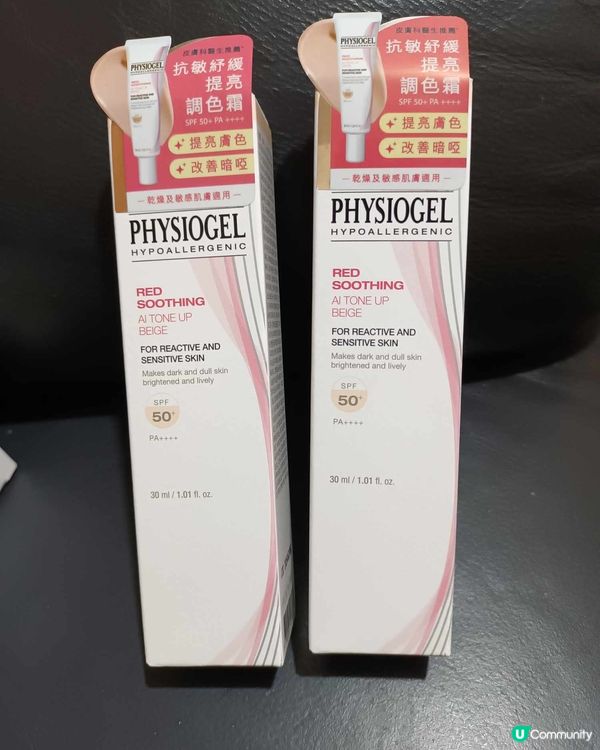 皮膚科醫生推薦*
抗敏紓緩
提亮
調色霜
SPF 50+ PA ++++
提亮膚色
改善暗啞
乾燥及敏感肌膚適用
PHYSIOGEL
PHYSIOGEL
HYPOALLERGENIC
RED
SOOTHING
AI TONE UP
BEIGE
FOR REACTIVE AND
SENSITIVE SKIN
Makes dark and dull skin
brightened and lively
SPF
50+
PA++++
30 ml / 1.01 fl. oz.
皮膚科醫生推薦*
抗敏紓緩
提亮
調色霜
SPF 50+ PA ++++
提亮膚色
改善暗啞
乾燥及敏感肌膚適用
PHYSIOGEL
PHYSIOGEL
HYPOALLERGENIC
RED
SOOTHING
AI TONE UP
BEIGE
FOR REACTIVE AND
SENSITIVE SKIN
Makes dark and dull skin
brightened and lively
SPF
50+
PA++++
30 ml / 1.01 fl. oz.
U Community